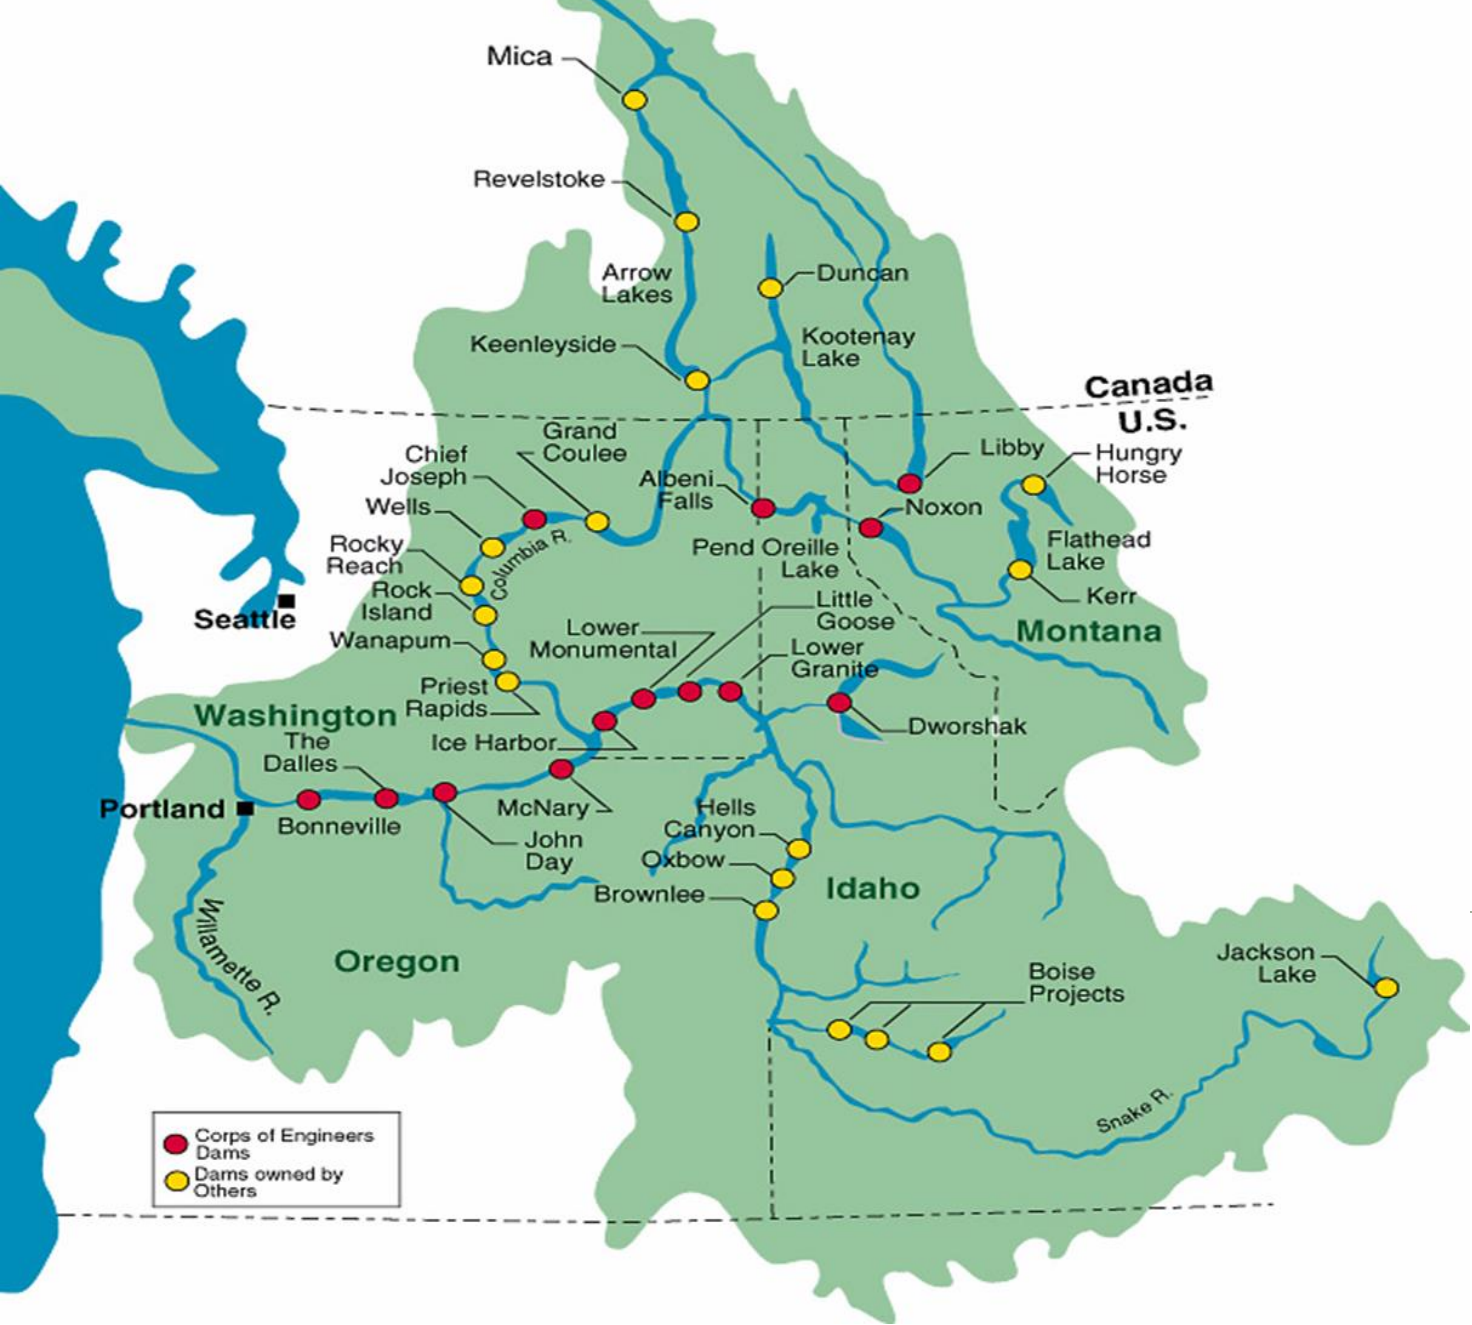 Mica
Revelstoke
Arrow
Lakes
Duncan
Keenleyside
Kootenay
Lake
Canada
U.S.
Grand
Coulee
Chief
Joseph
Wells
Rocky
Reach
Rock
Island
Wanapum
Priest
Rapids
Columbia R.
Albeni
Falls
Libby
Hungry
Horse
Noxon
Pend Oreille
Lake
Flathead
Lake
Kerr
Montana
Seattle
Lower
Monumental
Little
Goose
Lower
Granite
Dworshak
Washington
Ice Harbor
The
Dalles
Portland
Bonneville
McNary
John
Day
Hells
Canyon
Oxbow
Brownlee
Idaho
Willamette R.
Oregon
Boise
Projects
Jackson
Lake
Snake R.
Corps of Engineers
Dams
Dams owned by
Others